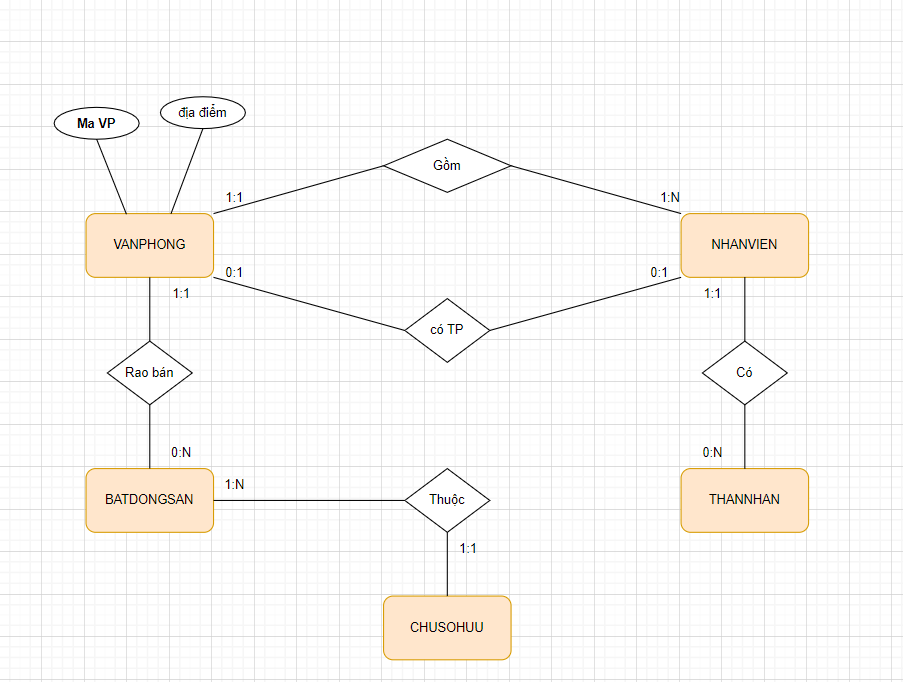 Ma VP
địa điểm
Gồm
1:1
1:N
VANPHONG
NHANVIEN
0:1
0:1
1:1
1:1
có TP
Rao bán
Có
0:N
0:N
1:N
BATDONGSAN
Thuộc
THANNHAN
1:1
CHUSOHUU